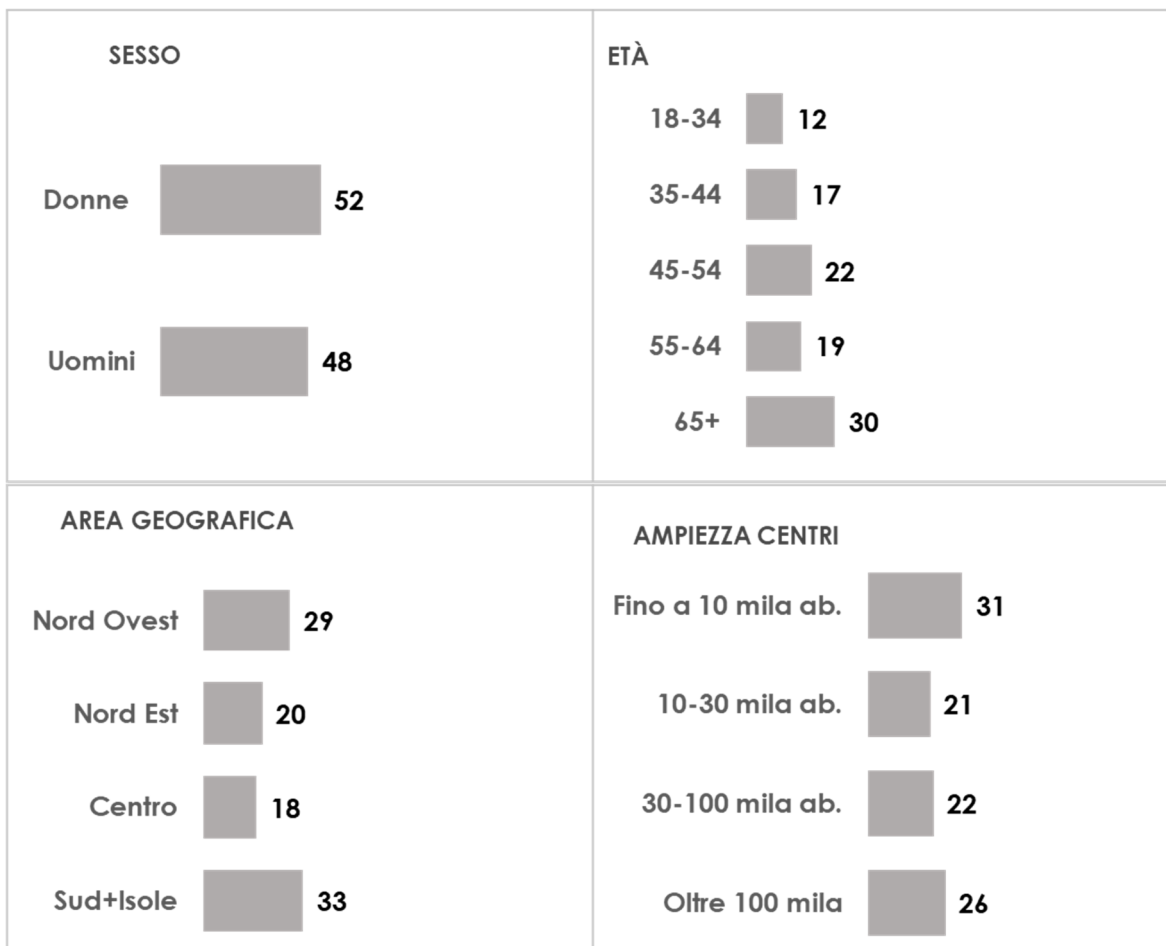 SESSO
Donne 52
Uomini 48
ETÀ
18-34 12
35-44 17
45-54 22
55-64 19
65+ 30
AREA GEOGRAFICA
Nord Ovest 29
Nord Est 20
Centro 18
Sud+Isole 33
AMPIEZZA CENTRI
Fino a 10 mila ab. 31
10-30 mila ab. 21
30-100 mila ab. 22
Oltre 100 mila 26